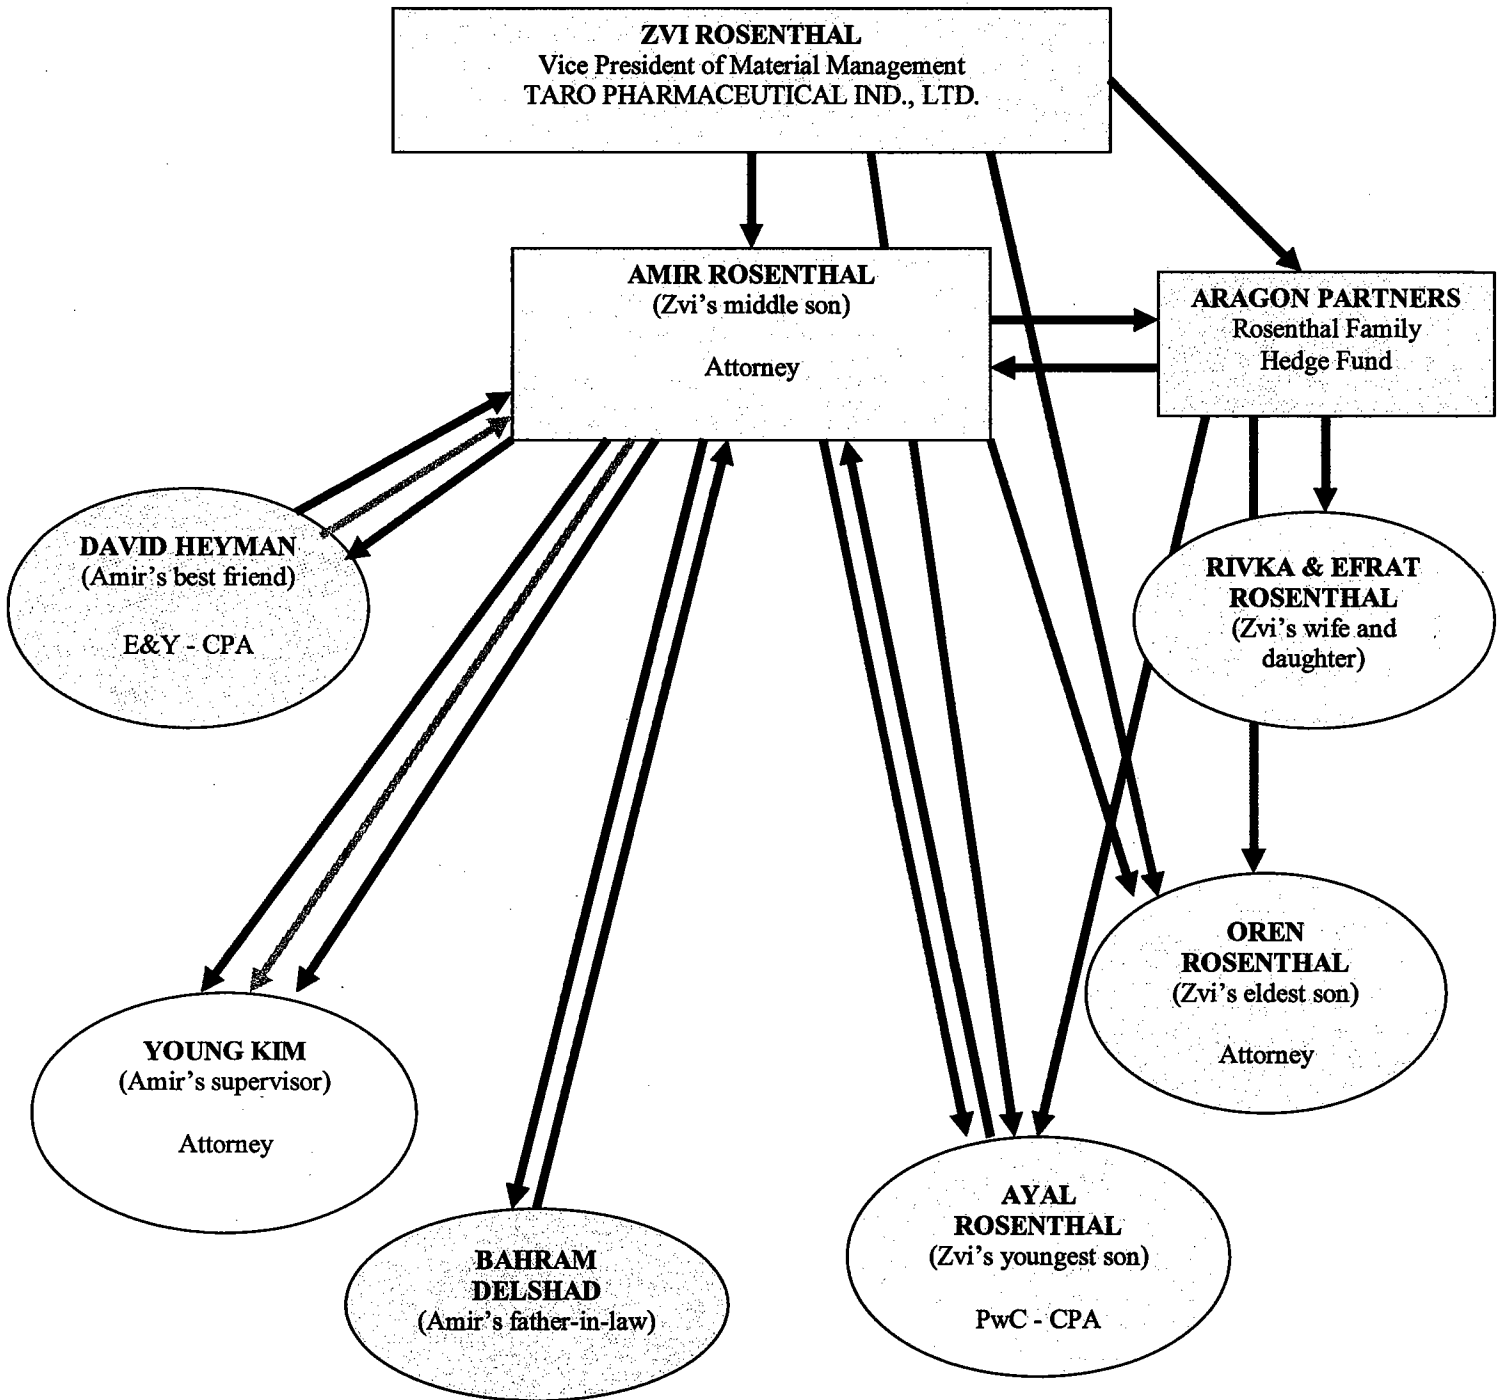 ZVI ROSENTHAL
Vice President of Material Management
TARO PHARMACEUTICAL IND., LTD.
AMIR ROSENTHAL
(Zvi's middle son)
Attorney
ARAGON PARTNERS
Rosenthal Family
Hedge Fund
DAVID HEYMAN
(Amir's best friend)
E&Y - CPA
RIVKA & EFRAT
ROSENTHAL
(Zvi's wife and
daughter)
OREN
ROSENTHAL
(Zvi's eldest son)
Attorney
YOUNG KIM
(Amir's supervisor)
Attorney
AYAL
ROSENTHAL
(Zvi's youngest son)
PwC - CPA
BAHRAM
DELSHAD
(Amir's father-in-law)